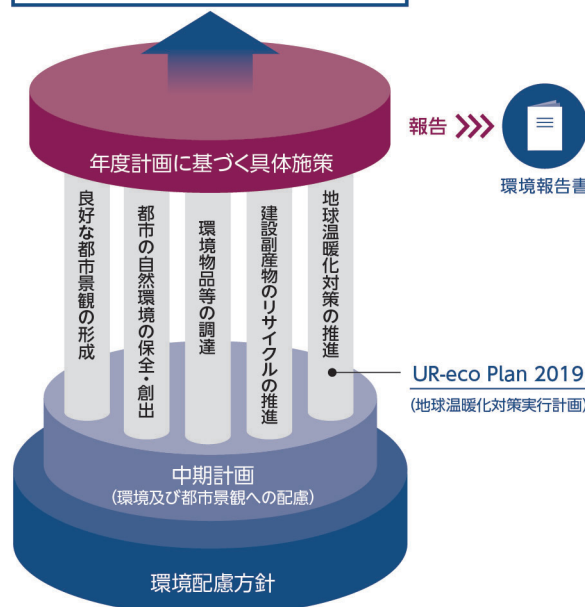 年度計画に基づく具体施策
報告
環境報告書
良好な都市景観の形成
都市の自然環境の保全・創出
環境物品等の調達
建設副産物のリサイクルの推進
地球温暖化対策の推進
UR-eco Plan 2019
(地球温暖化対策実行計画)
中期計画
(環境及び都市景観への配慮)
環境配慮方針